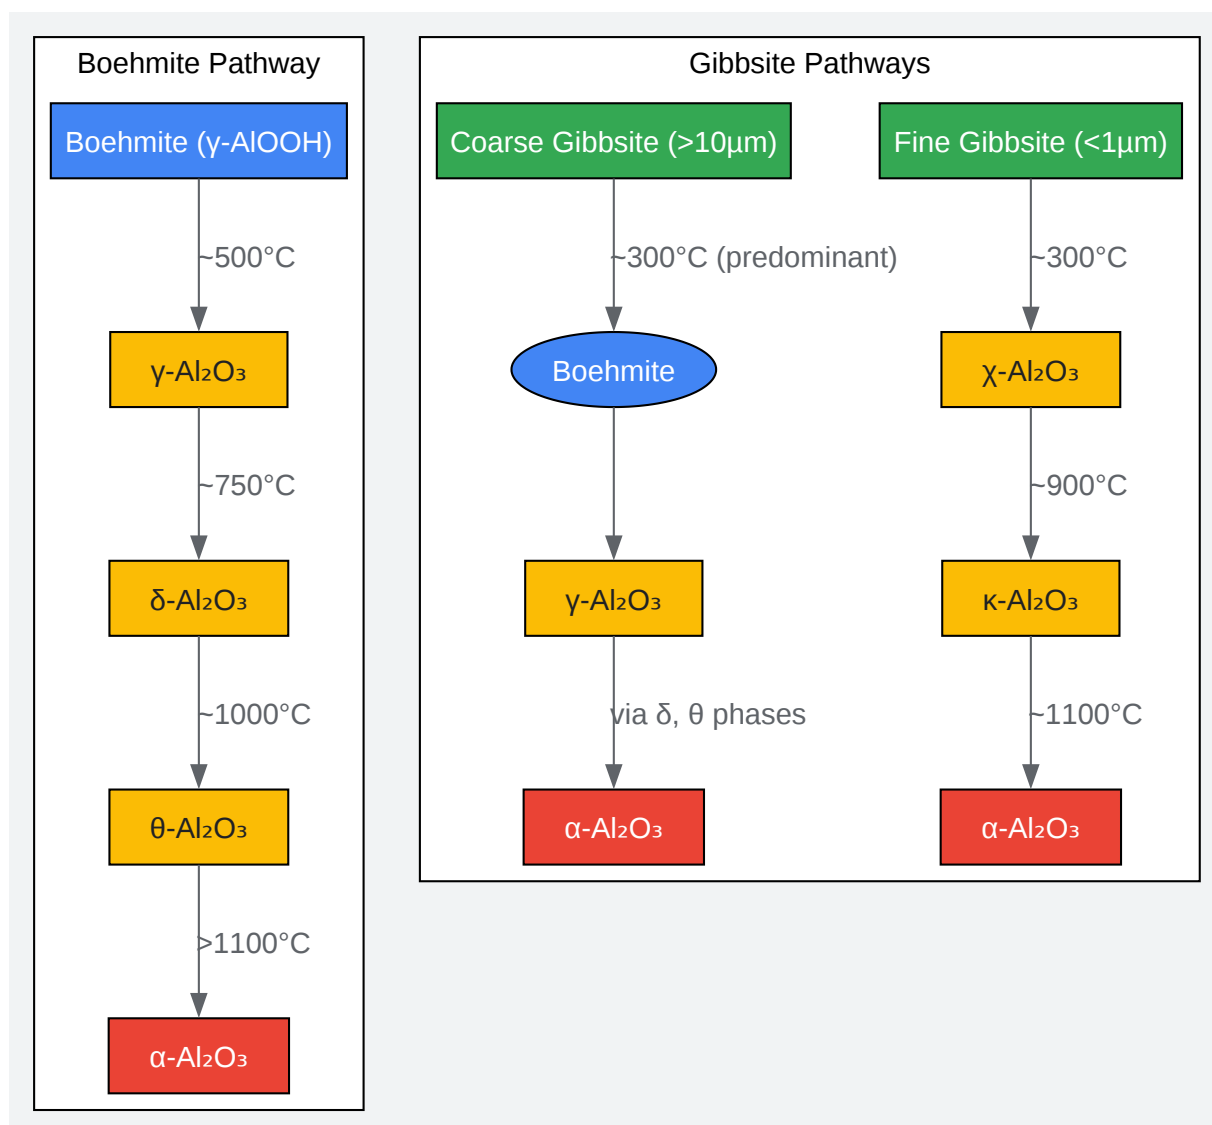 Boehmite Pathway
Boehmite (γ-AlOOH)
~500°C
γ-Al₂O₃
~750°C
δ-Al₂O₃
~1000°C
θ-Al₂O₃
>1100°C
α-Al₂O₃
Gibbsite Pathways
Coarse Gibbsite (>10μm)
~300°C (predominant)
Boehmite
γ-Al₂O₃
via δ, θ phases
α-Al₂O₃
Fine Gibbsite (<1μm)
~300°C
χ-Al₂O₃
~900°C
κ-Al₂O₃
~1100°C
α-Al₂O₃